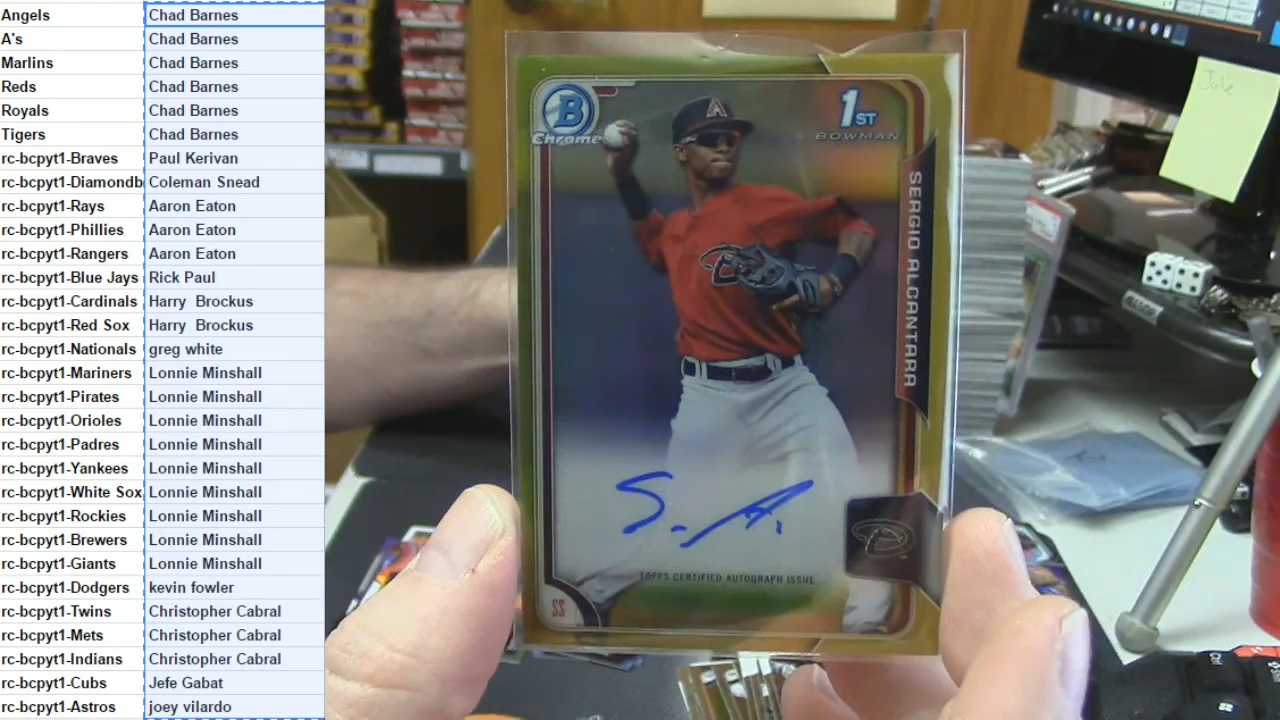 Angels Chad Barnes
A's Chad Barnes
Marlins Chad Barnes
Reds Chad Barnes
Royals Chad Barnes
Tigers Chad Barnes
rc-bcpyt1-Braves Paul Kerivan
rc-bcpyt1-Diamondb Coleman Snead
rc-bcpyt1-Rays Aaron Eaton
rc-bcpyt1-Phillies Aaron Eaton
rc-bcpyt1-Rangers Aaron Eaton
rc-bcpyt1-Blue Jays Rick Paul
rc-bcpyt1-Cardinals Harry Brockus
rc-bcpyt1-Red Sox Harry Brockus
rc-bcpyt1-Nationals greg white
rc-bcpyt1-Mariners Lonnie Minshall
rc-bcpyt1-Pirates Lonnie Minshall
rc-bcpyt1-Orioles Lonnie Minshall
rc-bcpyt1-Padres Lonnie Minshall
rc-bcpyt1-Yankees Lonnie Minshall
rc-bcpyt1-White Sox Lonnie Minshall
rc-bcpyt1-Rockies Lonnie Minshall
rc-bcpyt1-Brewers Lonnie Minshall
rc-bcpyt1-Giants Lonnie Minshall
rc-bcpyt1-Dodgers kevin fowler
rc-bcpyt1-Twins Christopher Cabral
rc-bcpyt1-Mets Christopher Cabral
rc-bcpyt1-Indians Christopher Cabral
rc-bcpyt1-Cubs Jefe Gabat
rc-bcpyt1-Astros joey vilardo
B
Chrome
1ST
BOWMAN
A
SERGIO ALCANTARA
TOPPS CERTIFIED AUTOGRAPH ISSUE
SS
Ctrl